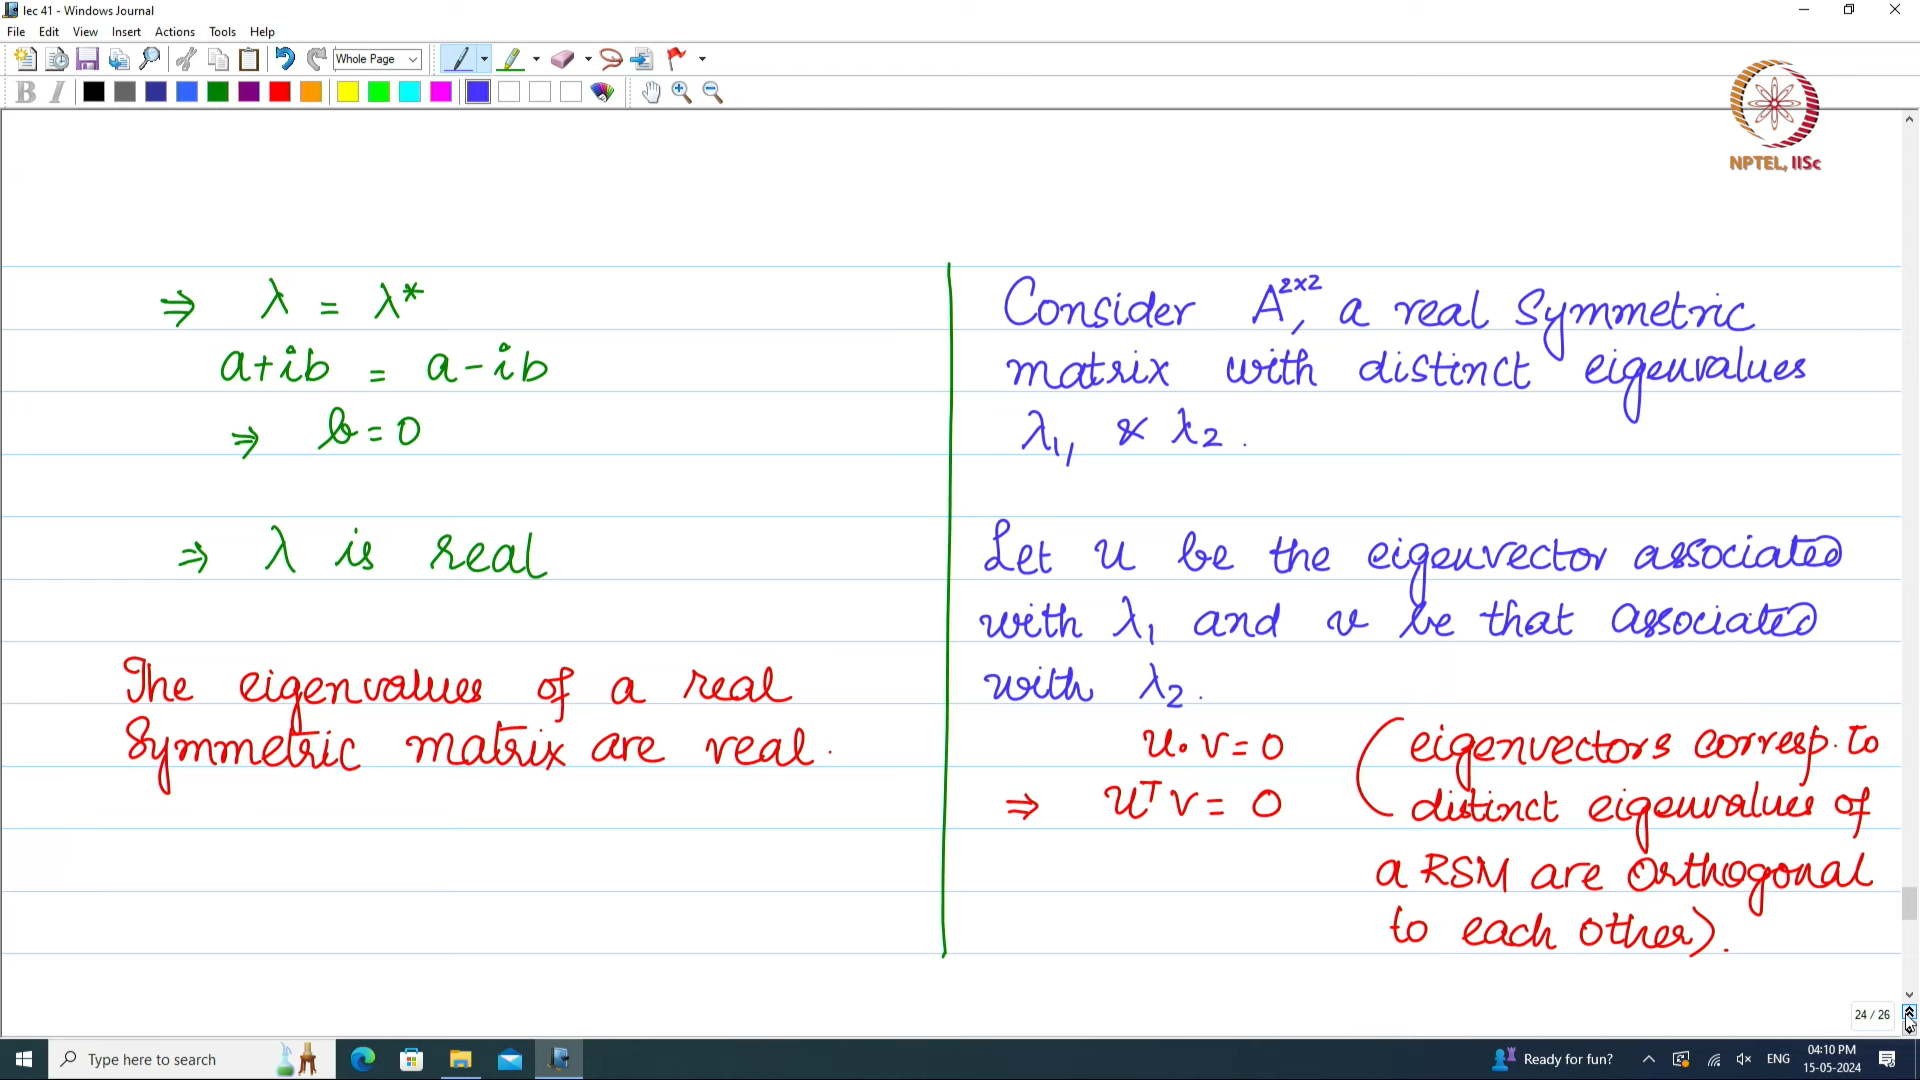 lec 41 - Windows Journal
File Edit View Insert Actions Tools Help
Whole Page
B I
NPTEL, IISc
⇒ λ = λ*
a+ib = a-ib
⇒ b=0
⇒ λ is real
The eigenvalues of a real
Symmetric matrix are real.
Consider A^{2×2}, a real Symmetric
matrix with distinct eigenvalues
λ₁, & λ₂.
Let u be the eigenvector associated
with λ₁ and v be that associated
with λ₂.
u.v=0 (eigenvectors corresp. to
⇒ uᵀv= 0 distinct eigenvalues of
a RSM are Orthogonal
to each other).
24 / 26
Type here to search
Ready for fun?
ENG
04:10 PM
15-05-2024